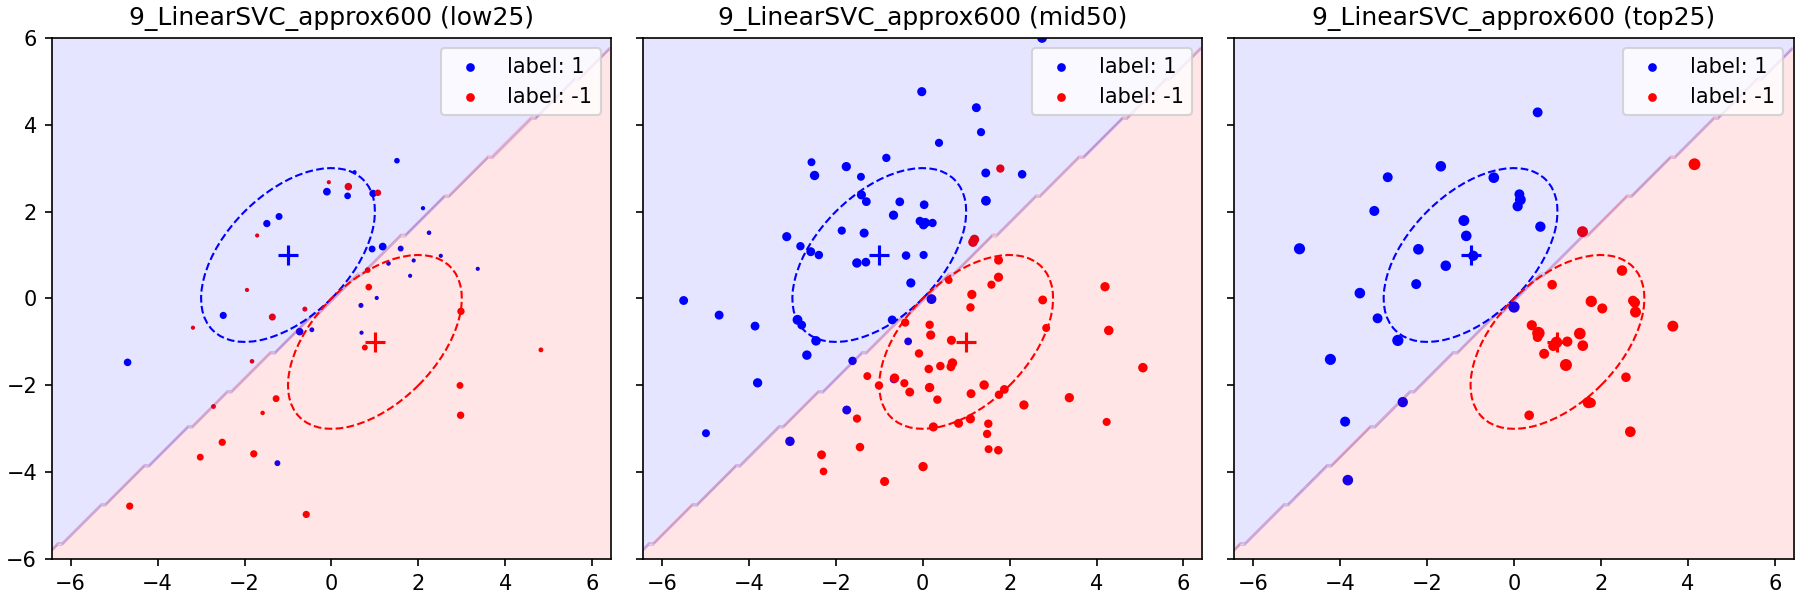 9_LinearSVC_approx600 (low25)
label: 1
label: -1
6
4
2
0
−2
−4
−6
−6 −4 −2 0 2 4 6
9_LinearSVC_approx600 (mid50)
label: 1
label: -1
−6 −4 −2 0 2 4 6
9_LinearSVC_approx600 (top25)
label: 1
label: -1
−6 −4 −2 0 2 4 6